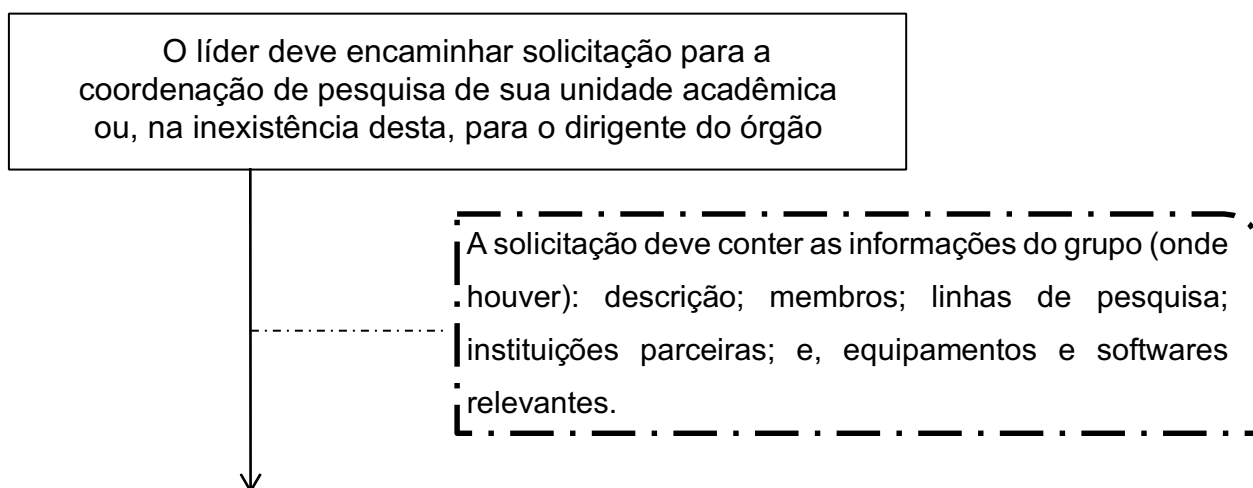 O líder deve encaminhar solicitação para a
coordenação de pesquisa de sua unidade acadêmica
ou, na inexistência desta, para o dirigente do órgão
A solicitação deve conter as informações do grupo (onde
houver): descrição; membros; linhas de pesquisa;
instituições parceiras; e, equipamentos e softwares
relevantes.